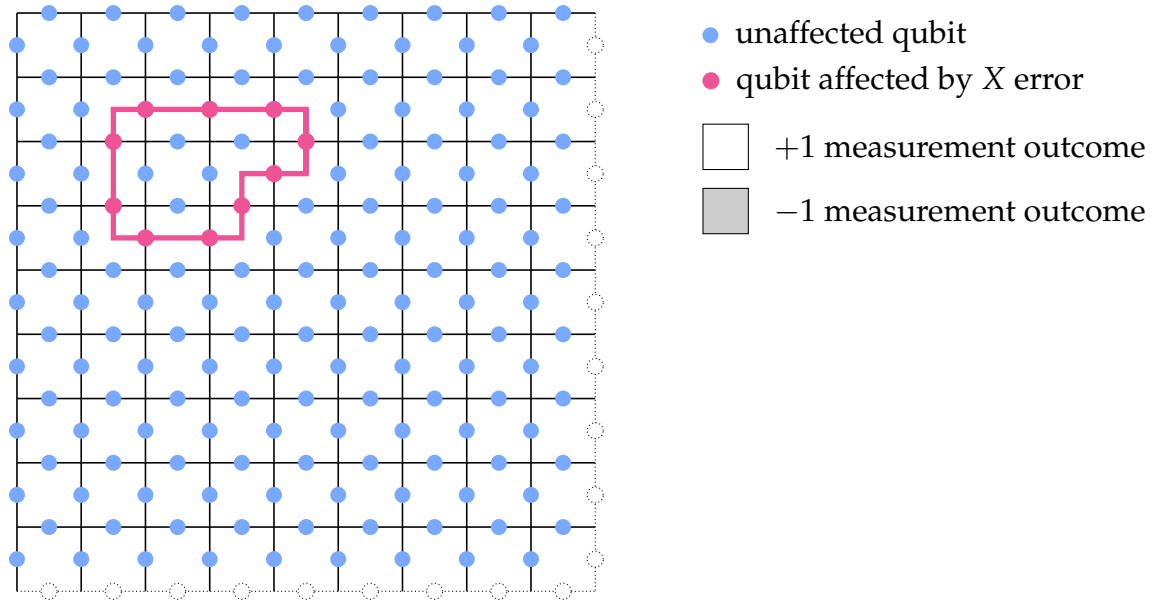 unaffected qubit
qubit affected by X error
+1 measurement outcome
−1 measurement outcome